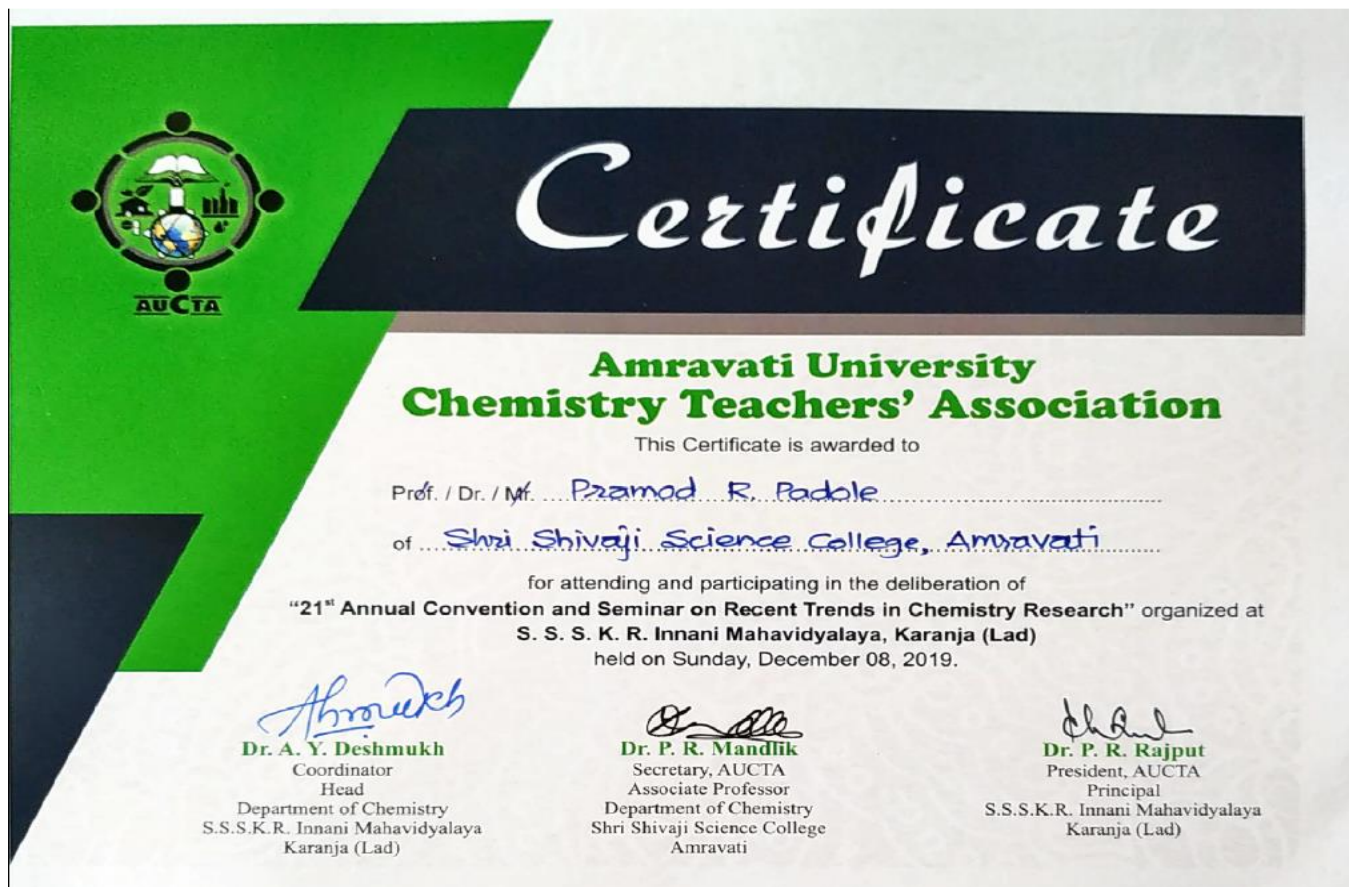 AUCTA
Certificate
Amravati University
Chemistry Teachers' Association
This Certificate is awarded to
Prof. / Dr. / Mr. Pramod R. Padole
of Shri Shivaji Science College, Amravati
for attending and participating in the deliberation of
"21st Annual Convention and Seminar on Recent Trends in Chemistry Research" organized at
S. S. S. K. R. Innani Mahavidyalaya, Karanja (Lad)
held on Sunday, December 08, 2019.
Dr. A. Y. Deshmukh
Coordinator
Head
Department of Chemistry
S.S.S.K.R. Innani Mahavidyalaya
Karanja (Lad)
Dr. P. R. Mandlik
Secretary, AUCTA
Associate Professor
Department of Chemistry
Shri Shivaji Science College
Amravati
Dr. P. R. Rajput
President, AUCTA
Principal
S.S.S.K.R. Innani Mahavidyalaya
Karanja (Lad)